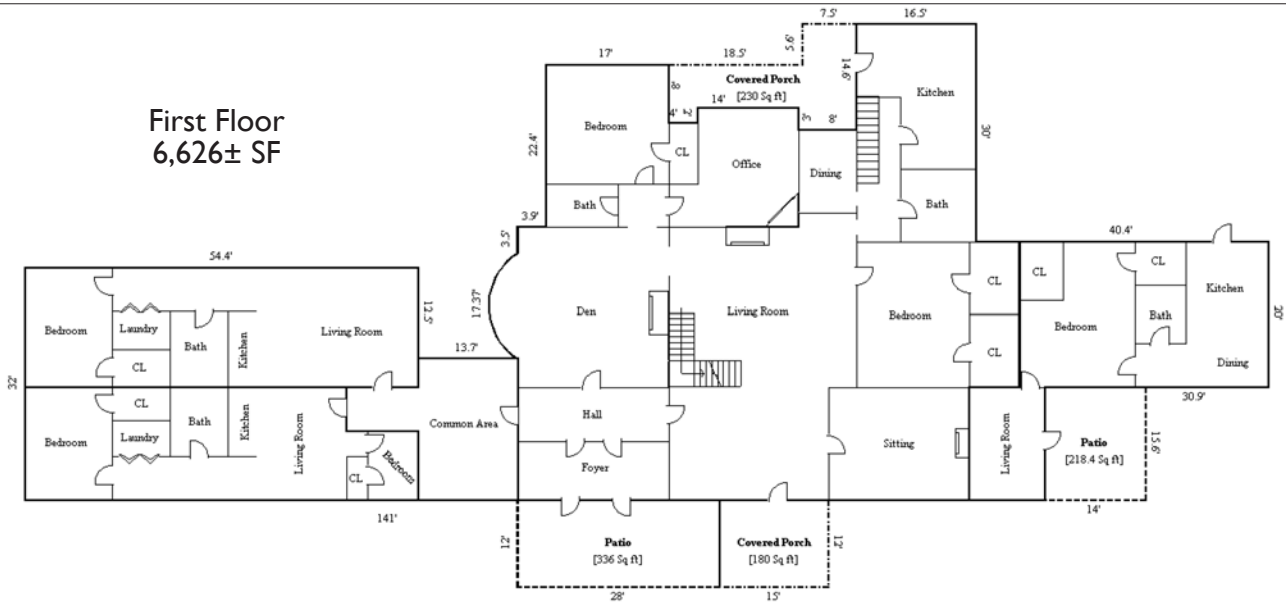 First Floor
6,626± SF
7.5'
16.5'
5.6'
18.5'
17'
14.6'
Covered Porch
[230 Sq ft]
8'
14'
4'
2'
3'
8'
Kitchen
30'
Bedroom
22.4'
CL
Office
Dining
Bath
Bath
3.9'
3.5'
40.4'
54.4'
12.5'
17.37'
Bedroom
Laundry
CL
Bath
Kitchen
Living Room
Den
Living Room
Bedroom
CL
CL
CL
Bedroom
CL
Bath
Kitchen
Dining
20'
13.7'
32'
30.9'
Bedroom
CL
Laundry
Bath
Kitchen
Living Room
CL
Bedroom
Common Area
Hall
Foyer
Sitting
Living Room
Patio
[218.4 Sq ft]
15.6'
14'
141'
12'
Patio
[336 Sq ft]
28'
Covered Porch
[180 Sq ft]
12'
15'